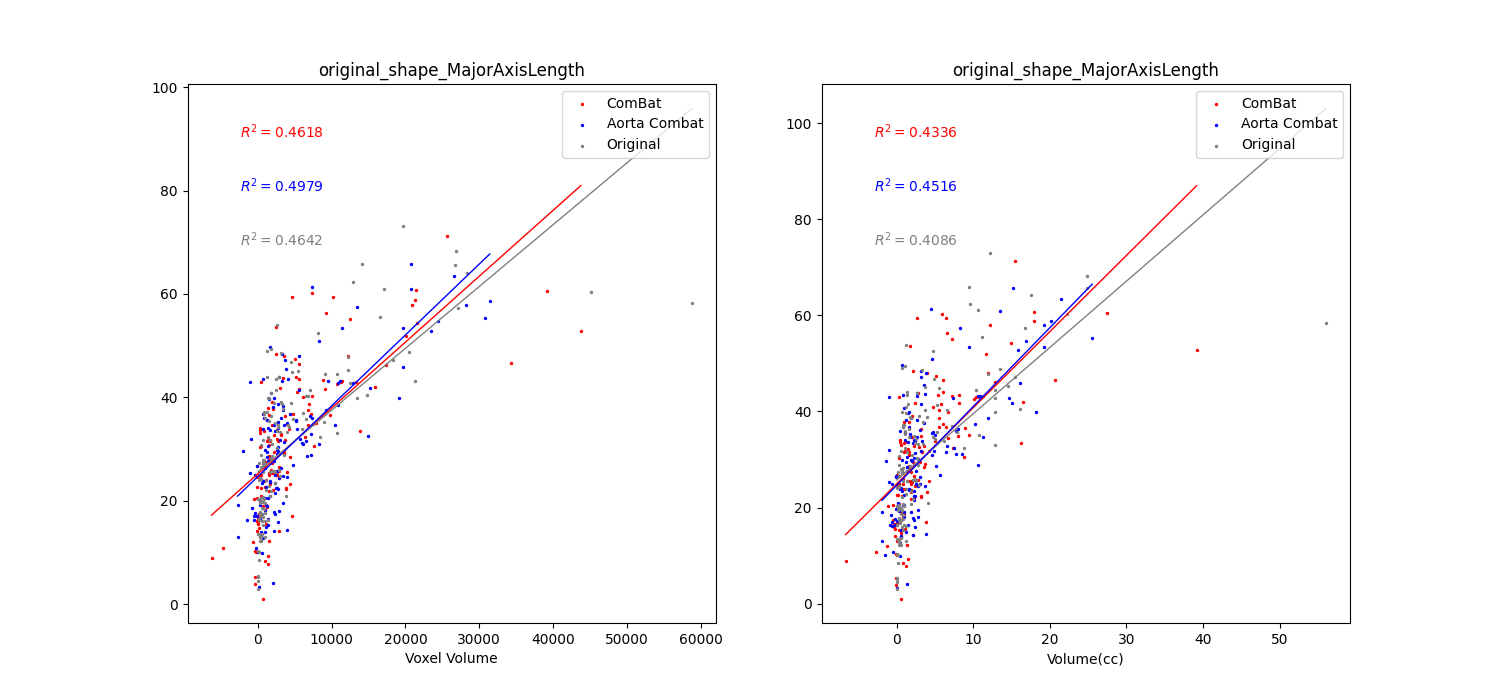 original_shape_MajorAxisLength
100
80
60
40
20
0
R² = 0.4618
R² = 0.4979
R² = 0.4642
ComBat
Aorta Combat
Original
0 10000 20000 30000 40000 50000 60000
Voxel Volume
original_shape_MajorAxisLength
100
80
60
40
20
0
R² = 0.4336
R² = 0.4516
R² = 0.4086
ComBat
Aorta Combat
Original
0 10 20 30 40 50
Volume(cc)